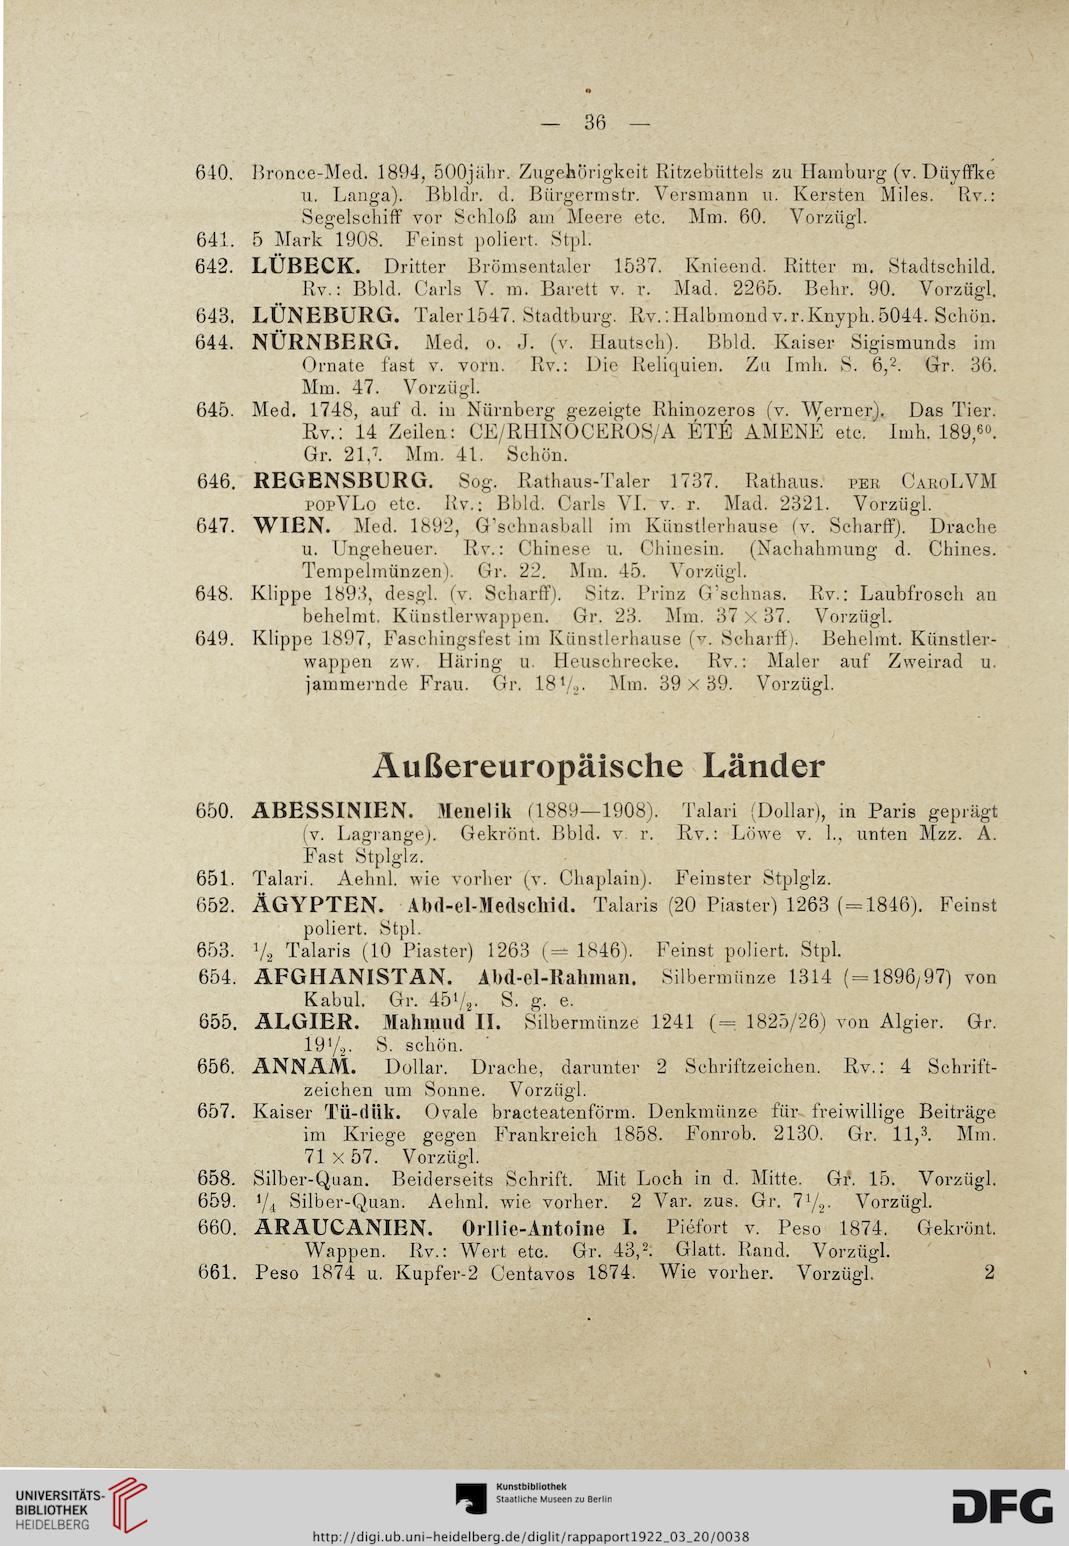 — 36 —
640. Bronce-Med. 1894, 500jähr. Zugehörigkeit Ritzebüttels zu Hamburg (v. Düyffke
u. Langa). Bbldr. d. Bürgermstr. Versmann u. Kersten Miles. Rv.:
Segelschiff vor Schloß am Meere etc. Mm. 60. Vorzügl.
641. 5 Mark 1908. Feinst poliert. Stpl.
642. LÜBECK. Dritter Brömsentaler 1537. Knieend. Ritter m. Stadtschild.
Rv.: Bbld. Carls V. m. Barett v. r. Mad. 2265. Behr. 90. Vorzügl.
643. LÜNEBURG. Taler 1547. Stadtburg. Rv.: Halbmond v. r. Knyph. 5044. Schön.
644. NÜRNBERG. Med. o. J. (v. Hautsch). Bbld. Kaiser Sigismunds im
Ornate fast v. vorn. Rv.: Die Reliquien. Zu Imh. S. 6,². Gr. 36.
Mm. 47. Vorzügl.
645. Med. 1748, auf d. in Nürnberg gezeigte Rhinozeros (v. Werner). Das Tier.
Rv.: 14 Zeilen: CE/RHINOCEROS/A ÉTÉ AMENÉ etc. Imh. 189,⁶⁰.
Gr. 21,⁷. Mm. 41. Schön.
646. REGENSBURG. Sog. Rathaus-Taler 1737. Rathaus. PER CAROLVM
POPVLO etc. Rv.: Bbld. Carls VI. v. r. Mad. 2321. Vorzügl.
647. WIEN. Med. 1892, G'schnasball im Künstlerhause (v. Scharff). Drache
u. Ungeheuer. Rv.: Chinese u. Chinesin. (Nachahmung d. Chines.
Tempelmünzen). Gr. 22. Mm. 45. Vorzügl.
648. Klippe 1893, desgl. (v. Scharff). Sitz. Prinz G'schnas. Rv.: Laubfrosch an
behelmt. Künstlerwappen. Gr. 23. Mm. 37 × 37. Vorzügl.
649. Klippe 1897, Faschingsfest im Künstlerhause (v. Scharff). Behelmt. Künstler-
wappen zw. Häring u. Heuschrecke. Rv.: Maler auf Zweirad u.
jammernde Frau. Gr. 18½. Mm. 39 × 39. Vorzügl.
Außereuropäische Länder
650. ABESSINIEN. Menelik (1889—1908). Talari (Dollar), in Paris geprägt
(v. Lagrange). Gekrönt. Bbld. v. r. Rv.: Löwe v. l., unten Mzz. A.
Fast Stplglz.
651. Talari. Aehnl. wie vorher (v. Chaplain). Feinster Stplglz.
652. ÄGYPTEN. Abd-el-Medschid. Talaris (20 Piaster) 1263 (= 1846). Feinst
poliert. Stpl.
653. ½ Talaris (10 Piaster) 1263 (= 1846). Feinst poliert. Stpl.
654. AFGHANISTAN. Abd-el-Rahman. Silbermünze 1314 (= 1896/97) von
Kabul. Gr. 45½. S. g. e.
655. ALGIER. Mahmud II. Silbermünze 1241 (= 1825/26) von Algier. Gr.
19½. S. schön.
656. ANNAM. Dollar. Drache, darunter 2 Schriftzeichen. Rv.: 4 Schrift-
zeichen um Sonne. Vorzügl.
657. Kaiser Tü-dük. Ovale bracteatenförm. Denkmünze für freiwillige Beiträge
im Kriege gegen Frankreich 1858. Fonrob. 2130. Gr. 11,³. Mm.
71 × 57. Vorzügl.
658. Silber-Quan. Beiderseits Schrift. Mit Loch in d. Mitte. Gr. 15. Vorzügl.
659. ¼ Silber-Quan. Aehnl. wie vorher. 2 Var. zus. Gr. 7½. Vorzügl.
660. ARAUCANIEN. Orllie-Antoine I. Piéfort v. Peso 1874. Gekrönt.
Wappen. Rv.: Wert etc. Gr. 43,². Glatt. Rand. Vorzügl.
661. Peso 1874 u. Kupfer-2 Centavos 1874. Wie vorher. Vorzügl. 2
UNIVERSITÄTS-
BIBLIOTHEK
HEIDELBERG
Kunstbibliothek
Staatliche Museen zu Berlin
DFG
http://digi.ub.uni-heidelberg.de/diglit/rappaport1922_03_20/0038